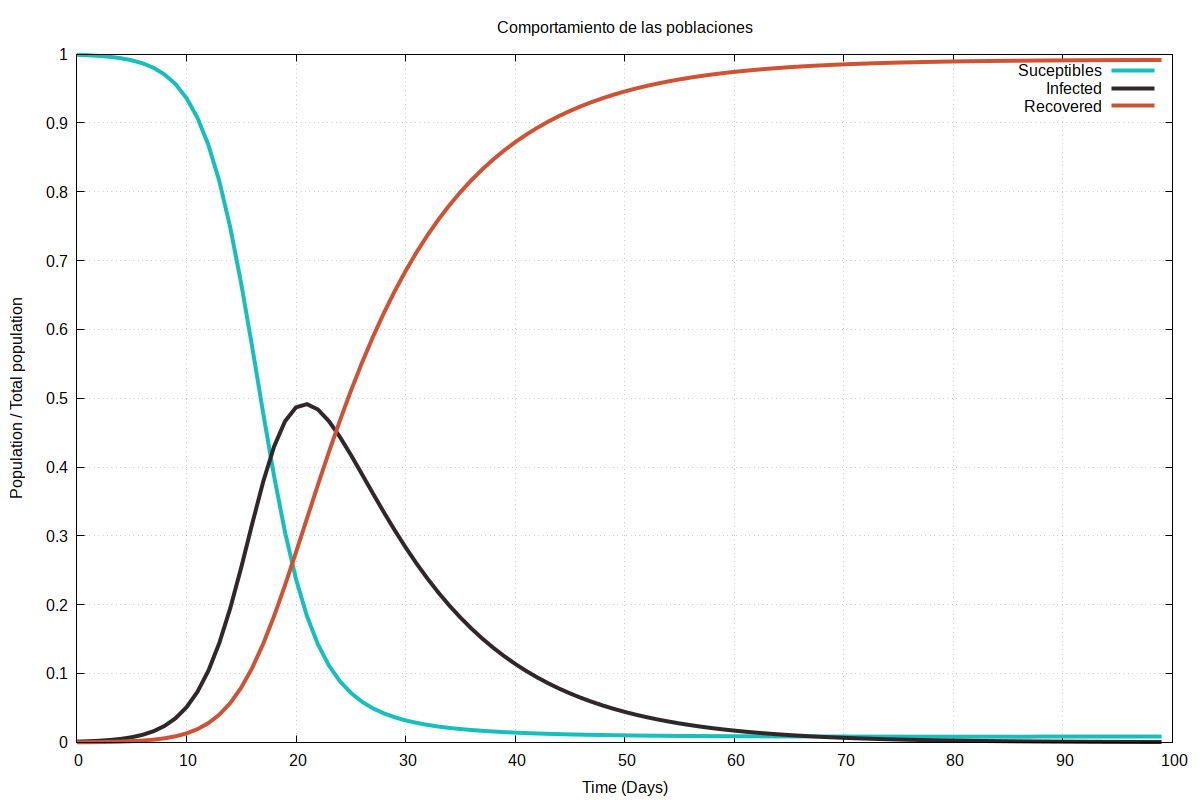 Comportamiento de las poblaciones
1
0.9
0.8
0.7
0.6
0.5
0.4
0.3
0.2
0.1
0
Population / Total population
Suceptibles
Infected
Recovered
0 10 20 30 40 50 60 70 80 90 100
Time (Days)